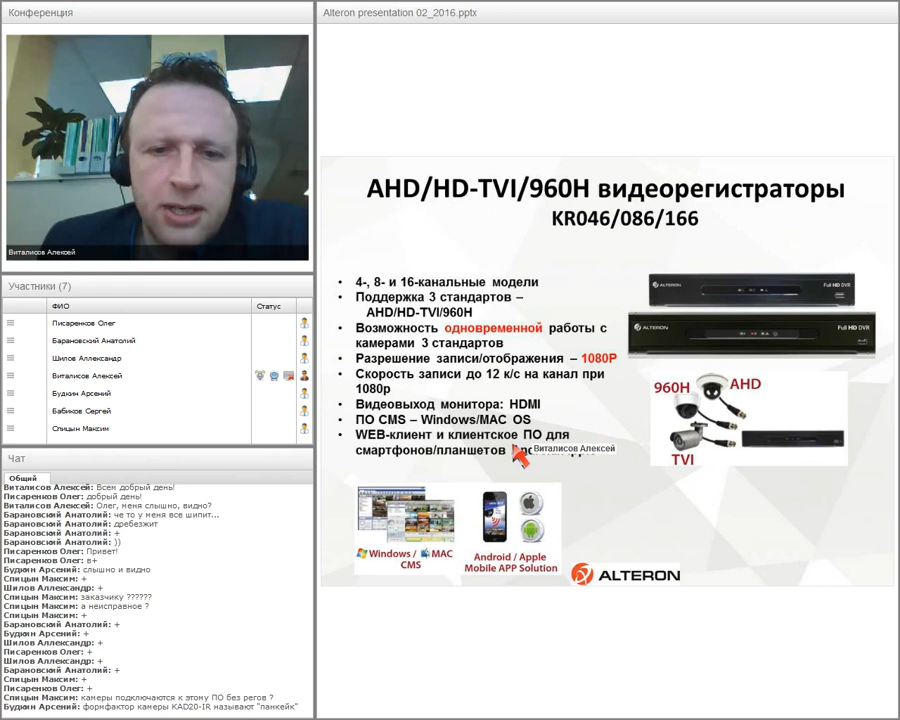 Конференция
Виталисов Алексей
Участники (7)
ФИО
Статус
Писаренков Олег
Барановский Анатолий
Шилов Аллександр
Виталисов Алексей
Будкин Арсений
Бабиков Сергей
Спицын Максим
Чат
Общий
Виталисов Алексей: Всем добрый день!
Писаренков Олег: добрый день!
Виталисов Алексей: Олег, меня слышно, видно?
Барановский Анатолий: че то у меня все шипит...
Барановский Анатолий: дребезжит
Барановский Анатолий: +
Барановский Анатолий: ))
Писаренков Олег: Привет!
Писаренков Олег: в+
Будкин Арсений: слышно и видно
Спицын Максим: +
Шилов Аллександр: +
Спицын Максим: заказчику ??????
Спицын Максим: а неисправное ?
Спицын Максим: +
Барановский Анатолий: +
Будкин Арсений: +
Шилов Аллександр: +
Писаренков Олег: +
Шилов Аллександр: +
Барановский Анатолий: +
Спицын Максим: +
Писаренков Олег: +
Спицын Максим: камеры подключаются к этому ПО без регов ?
Будкин Арсений: формфактор камеры KAD20-IR называют "панкейк"
Alteron presentation 02_2016.pptx
AHD/HD-TVI/960H видеорегистраторы
KR046/086/166
• 4-, 8- и 16-канальные модели
• Поддержка 3 стандартов –
AHD/HD-TVI/960H
• Возможность одновременной работы с
камерами 3 стандартов
• Разрешение записи/отображения – 1080P
• Скорость записи до 12 к/с на канал при
1080p
• Видеовыход монитора: HDMI
• ПО CMS – Windows/MAC OS
• WEB-клиент и клиентское ПО для
смартфонов/планшетов
Виталисов Алексей
ALTERON
Full HD DVR
ALTERON
Full HD DVR
960H
AHD
TVI
Windows / MAC
CMS
Android / Apple
Mobile APP Solution
ALTERON